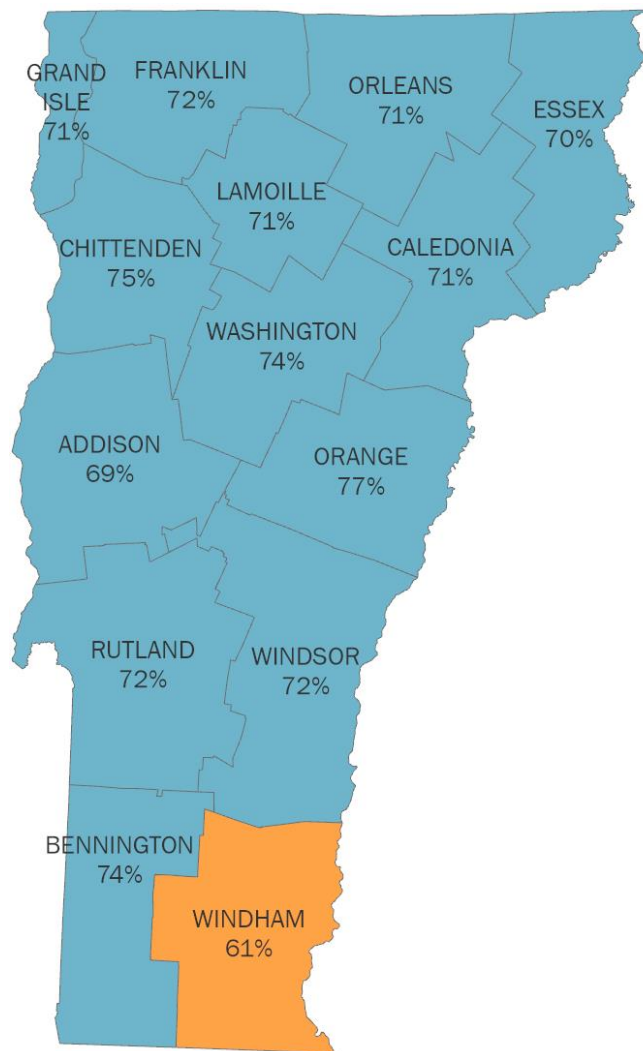 GRAND
ISLE
71%
FRANKLIN
72%
ORLEANS
71%
ESSEX
70%
LAMOILLE
71%
CHITTENDEN
75%
CALEDONIA
71%
WASHINGTON
74%
ADDISON
69%
ORANGE
77%
RUTLAND
72%
WINDSOR
72%
BENNINGTON
74%
WINDHAM
61%